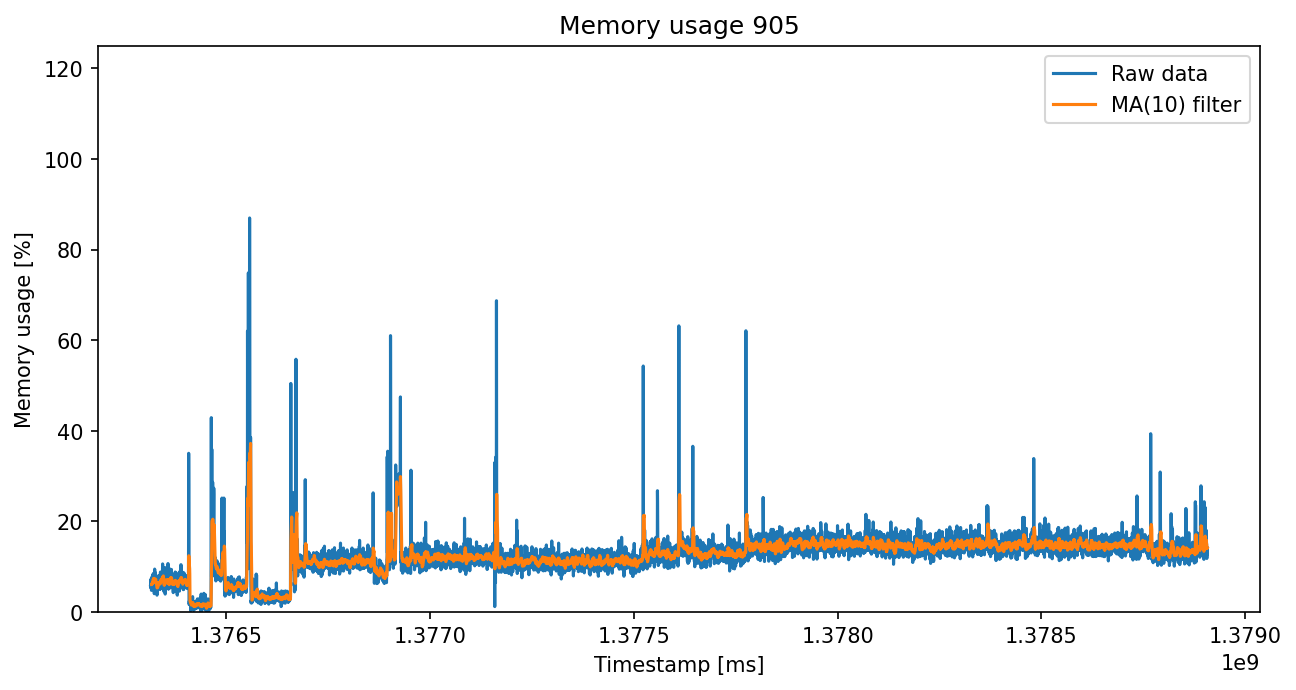 Memory usage 905
Raw data
MA(10) filter
Memory usage [%]
120
100
80
60
40
20
0
1.3765 1.3770 1.3775 1.3780 1.3785 1.3790
1e9
Timestamp [ms]